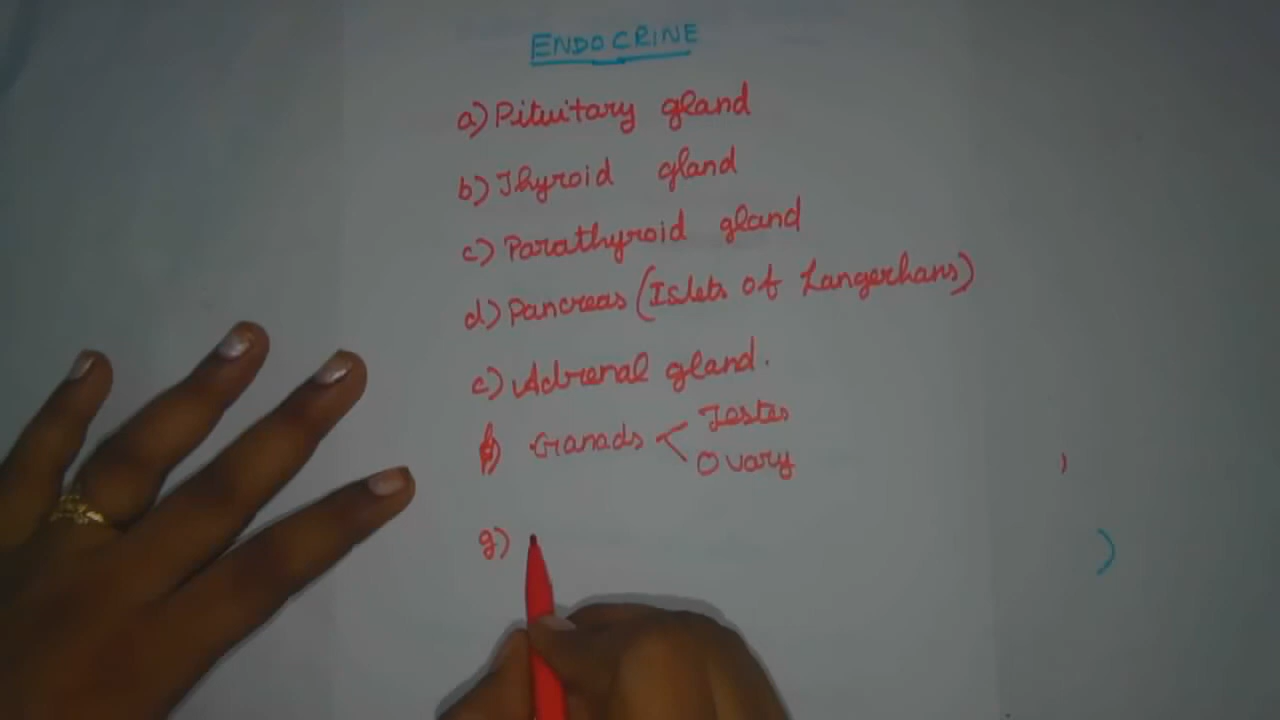 ENDOCRINE
a) Pituitary gland
b) Thyroid gland
c) Parathyroid gland
d) Pancreas (Islets of Langerhans)
e) Adrenal gland.
f) Gonads < Testes
Ovary
g)